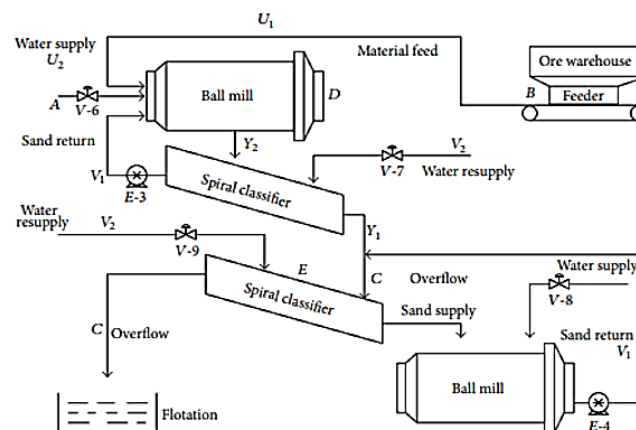 U1
Water supply
U2
Material feed
Ore warehouse
A
V-6
Ball mill
D
B
Feeder
Sand return
Y2
V2
V1
E-3
Spiral classifier
V-7
Water resupply
Water
resupply
V2
V-9
Y1
E
C
Overflow
Water supply
Spiral classifier
V-8
C
Overflow
Sand supply
Sand return
V1
Ball mill
E-4
Flotation